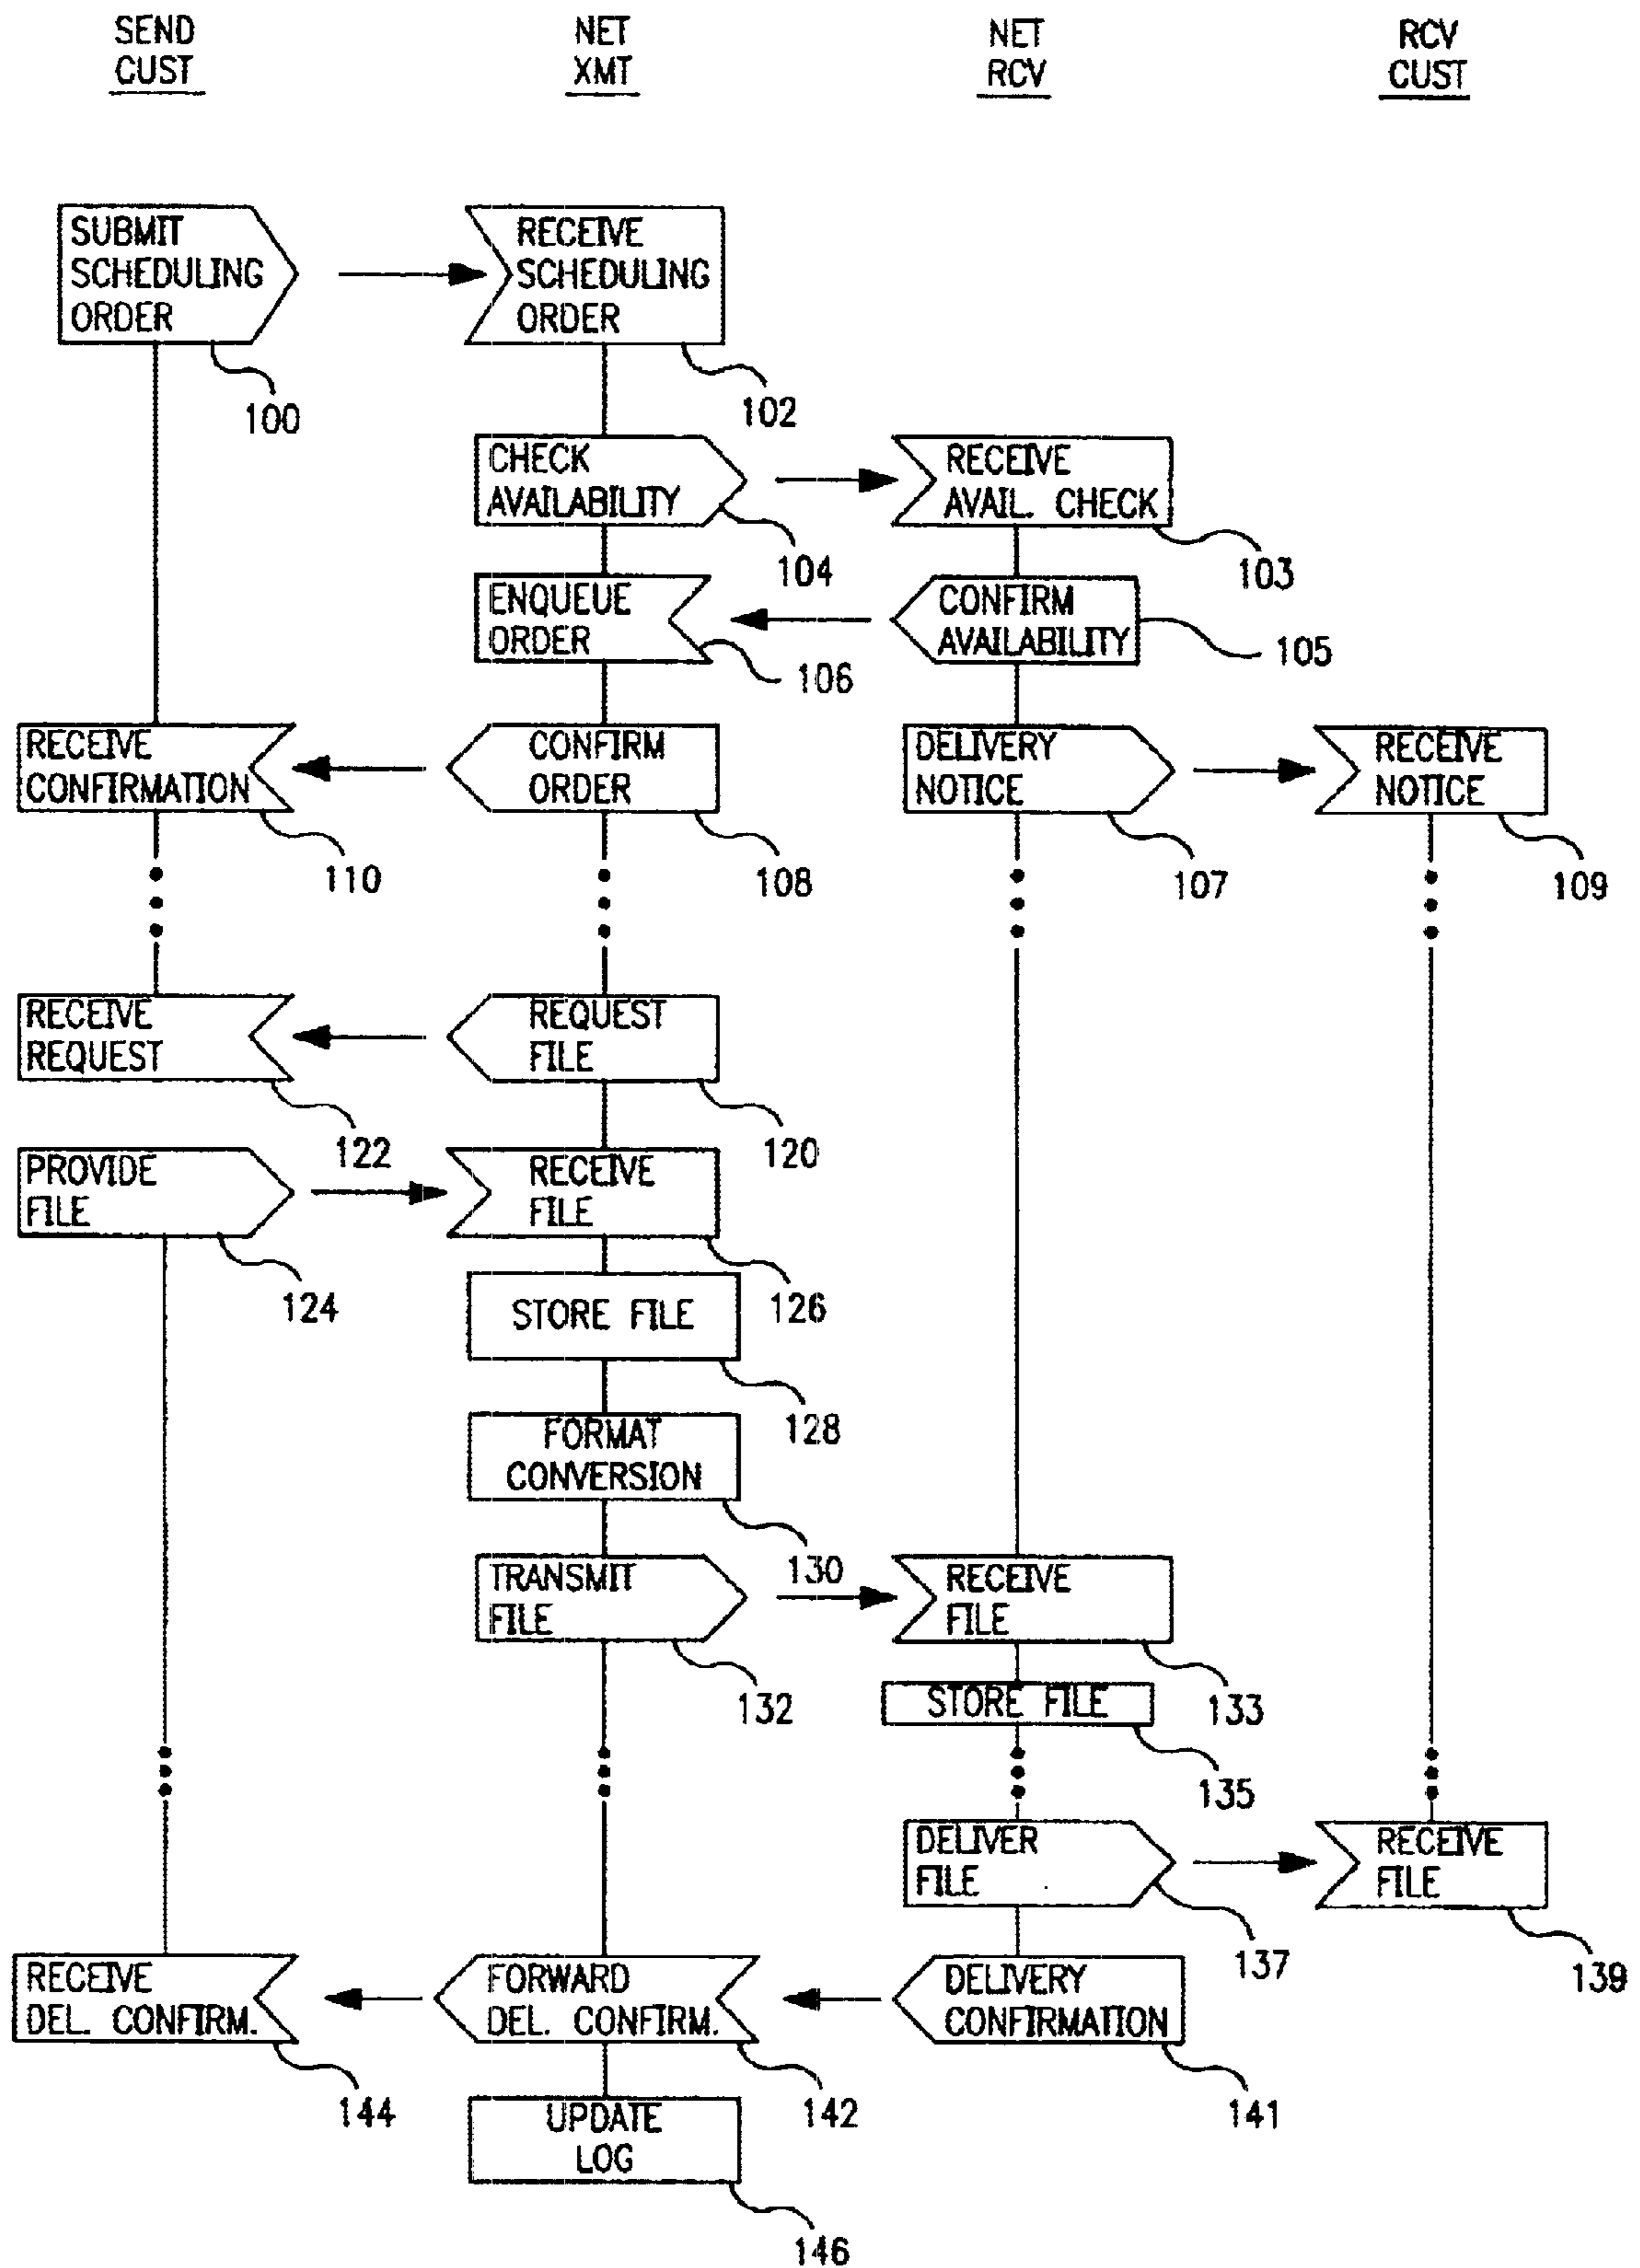 SEND
CUST
NET
XMT
NET
RCV
RCV
CUST
SUBMIT
SCHEDULING
ORDER
100
RECEIVE
SCHEDULING
ORDER
102
CHECK
AVAILABILITY
104
RECEIVE
AVAIL. CHECK
103
ENQUEUE
ORDER
106
CONFIRM
AVAILABILITY
105
RECEIVE
CONFIRMATION
110
CONFIRM
ORDER
108
DELIVERY
NOTICE
107
RECEIVE
NOTICE
109
RECEIVE
REQUEST
122
REQUEST
FILE
120
PROVIDE
FILE
124
RECEIVE
FILE
126
STORE FILE
128
FORMAT
CONVERSION
130
TRANSMIT
FILE
132
RECEIVE
FILE
133
STORE FILE
135
DELIVER
FILE
137
RECEIVE
FILE
139
RECEIVE
DEL. CONFIRM.
144
FORWARD
DEL. CONFIRM.
142
DELIVERY
CONFIRMATION
141
UPDATE
LOG
146